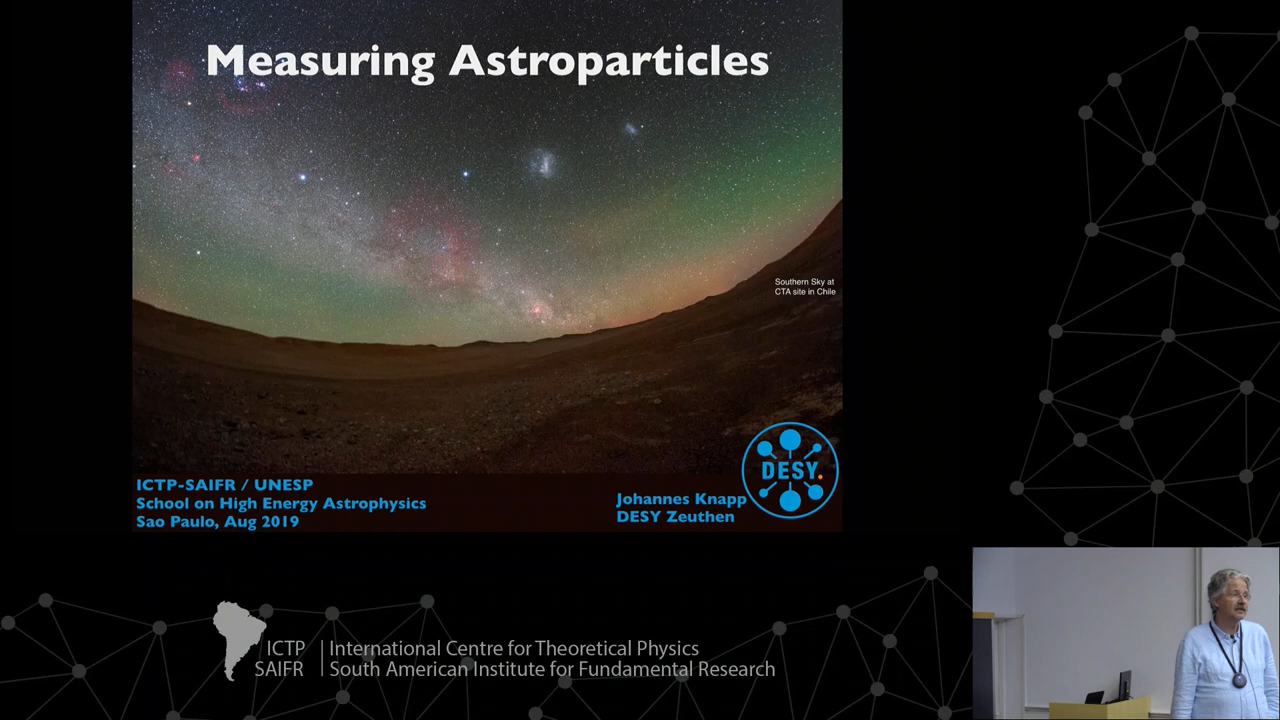 Measuring Astroparticles
Southern Sky at
CTA site in Chile
DESY.
ICTP-SAIFR / UNESP
School on High Energy Astrophysics
Sao Paulo, Aug 2019
Johannes Knapp
DESY Zeuthen
ICTP
SAIFR
International Centre for Theoretical Physics
South American Institute for Fundamental Research